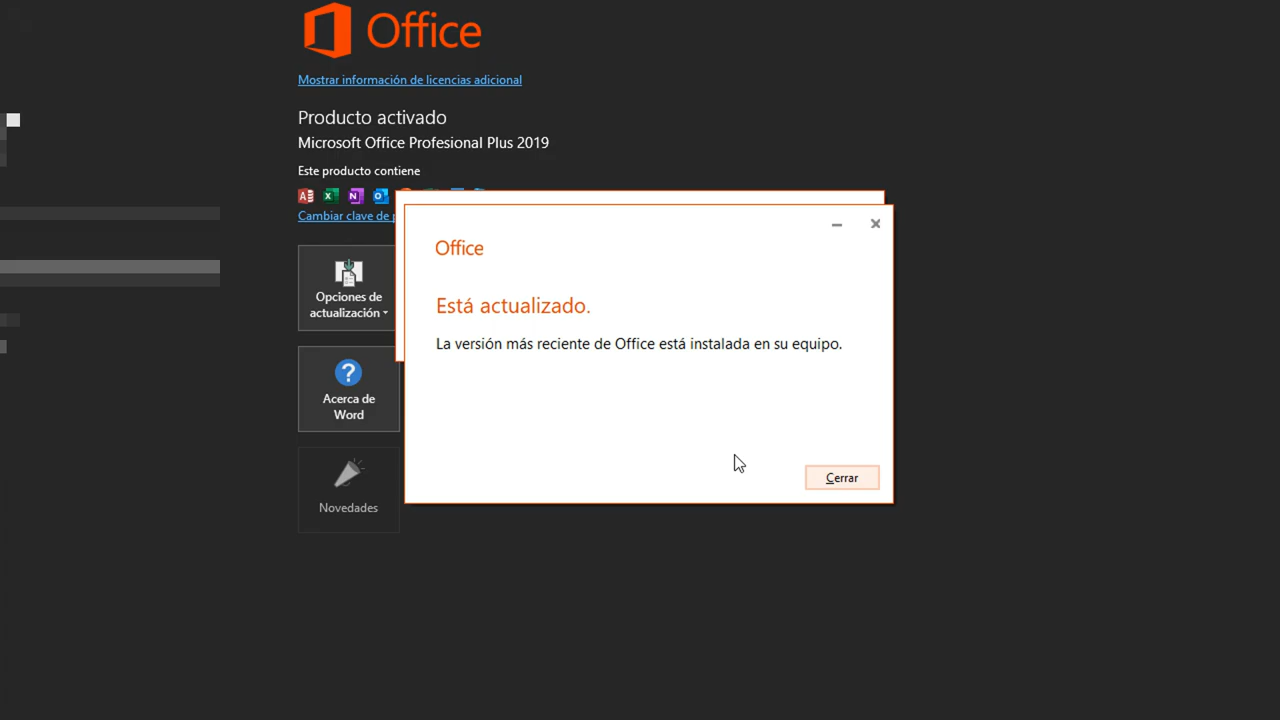 Office
Mostrar información de licencias adicional
Producto activado
Microsoft Office Profesional Plus 2019
Este producto contiene
Cambiar clave de
Opciones de
actualización
Acerca de
Word
Novedades
Office
Está actualizado.
La versión más reciente de Office está instalada en su equipo.
Cerrar